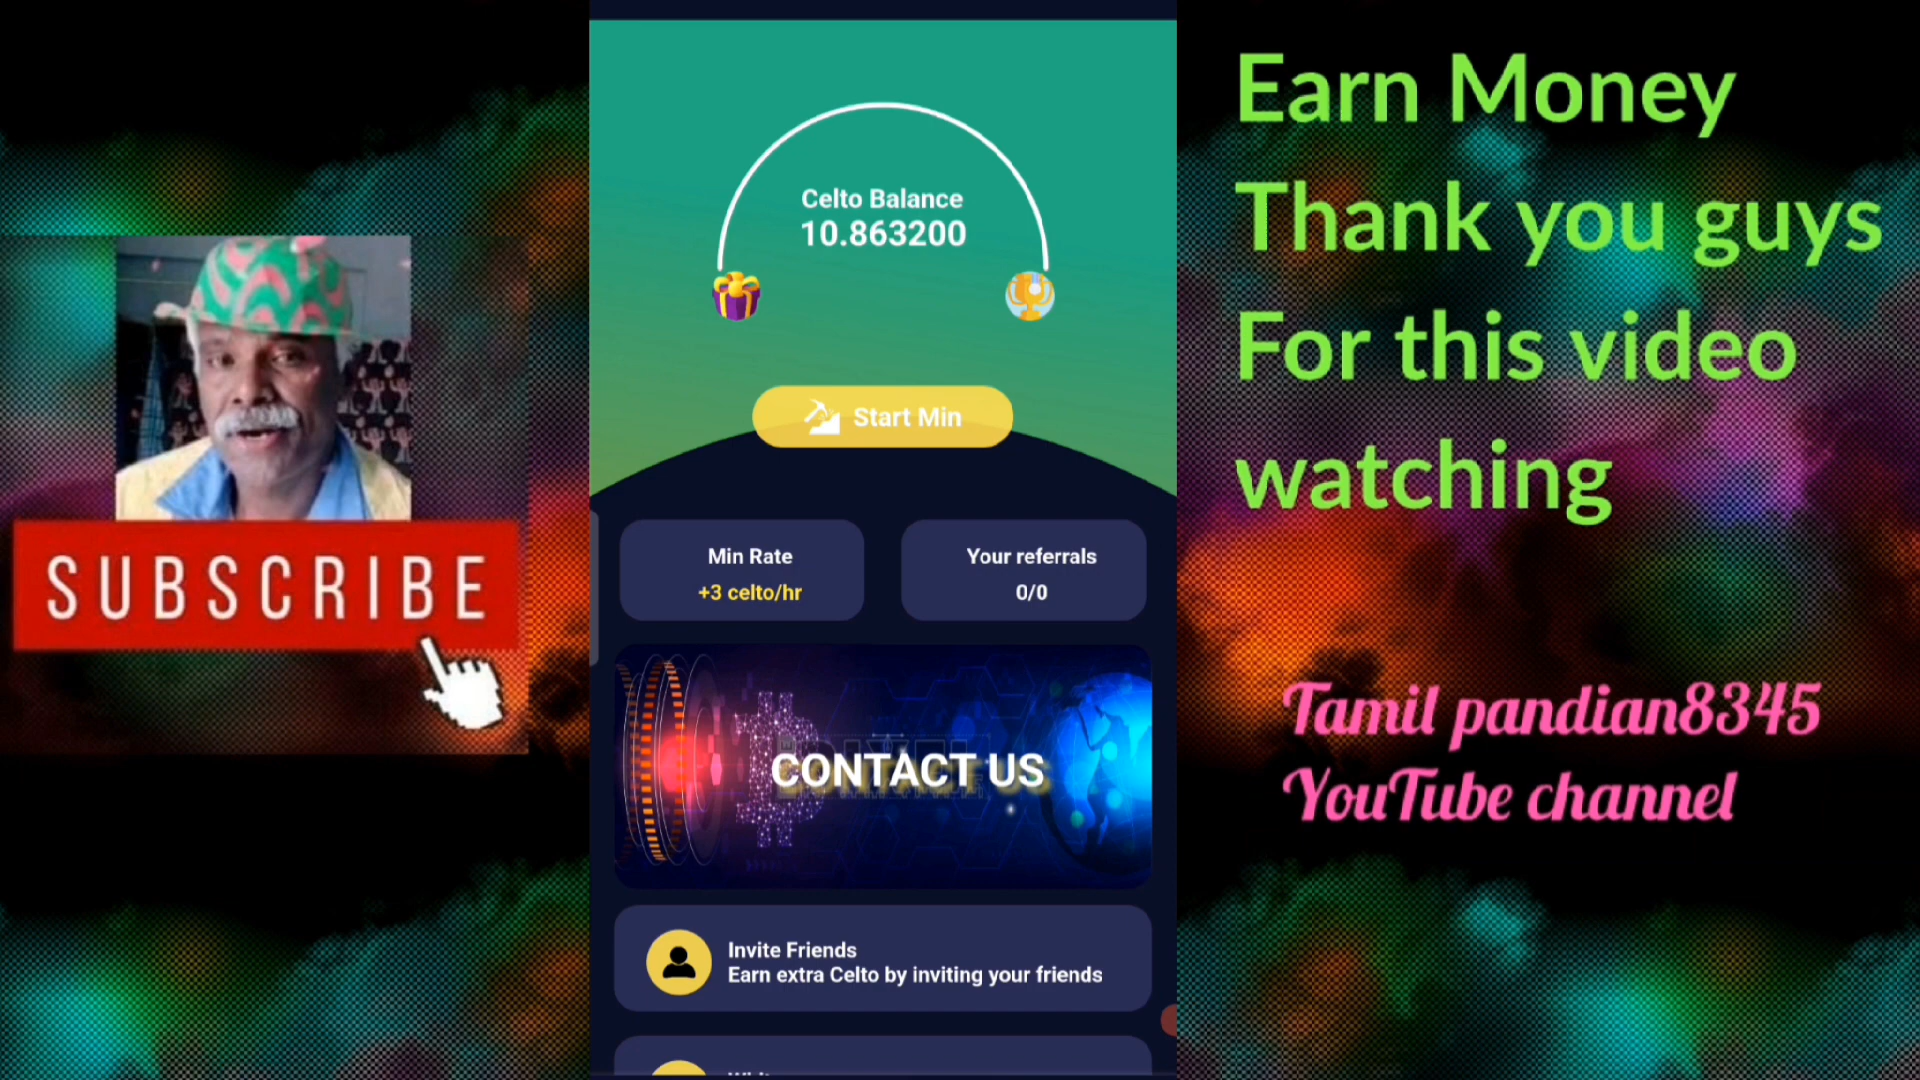 SUBSCRIBE
Celto Balance
10.863200
Start Min
Min Rate
+3 celto/hr
Your referrals
0/0
CONTACT US
Invite Friends
Earn extra Celto by inviting your friends
Earn Money
Thank you guys
For this video
watching
Tamil pandian8345
YouTube channel